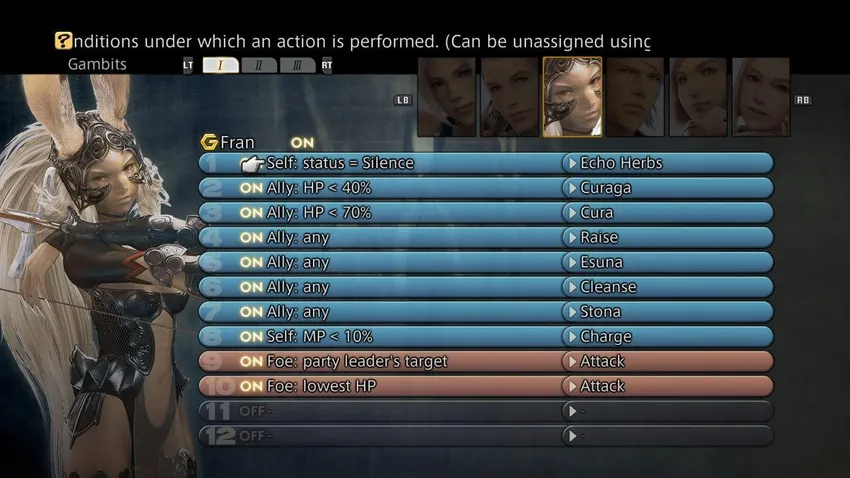 ? nditions under which an action is performed. (Can be unassigned using
Gambits LT I II III RT
LB RB
G Fran ON
1 Self: status = Silence Echo Herbs
2 ON Ally: HP < 40% Curaga
3 ON Ally: HP < 70% Cura
4 ON Ally: any Raise
5 ON Ally: any Esuna
6 ON Ally: any Cleanse
7 ON Ally: any Stona
8 ON Self: MP < 10% Charge
9 ON Foe: party leader's target Attack
10 ON Foe: lowest HP Attack
11 OFF - -
12 OFF - -